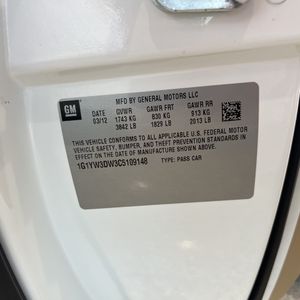 GM
MFD BY GENERAL MOTORS LLC
DATE GVWR GAWR FRT GAWR RR
03/12 1743 KG 830 KG 913 KG
3842 LB 1829 LB 2013 LB
THIS VEHICLE CONFORMS TO ALL APPLICABLE U.S. FEDERAL MOTOR
VEHICLE SAFETY, BUMPER, AND THEFT PREVENTION STANDARDS IN
EFFECT ON THE DATE OF MANUFACTURE SHOWN ABOVE.
1G1YW3DW3C5109148 TYPE: PASS CAR